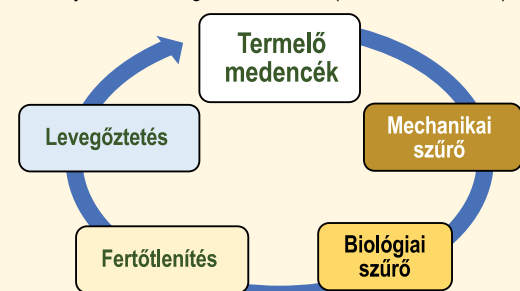 Termelő
medencék
Mechanikai
szűrő
Biológiai
szűrő
Fertőtlenítés
Levegőztetés